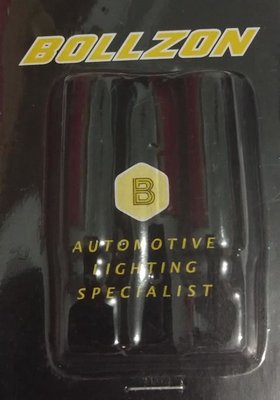 BOLLZON
B
AUTOMOTIVE
LIGHTING
SPECIALIST